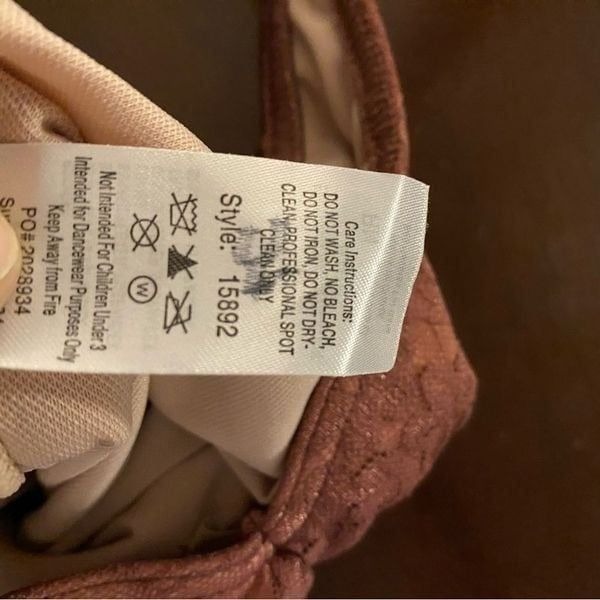 Care Instructions:
DO NOT WASH, NO BLEACH,
DO NOT IRON, DO NOT DRY-
CLEAN, PROFESSIONAL SPOT
CLEAN ONLY
Style: 15892
W
Not Intended For Children Under 3
Intended for Dancewear Purposes Only
Keep Away from Fire
PO# 2028934